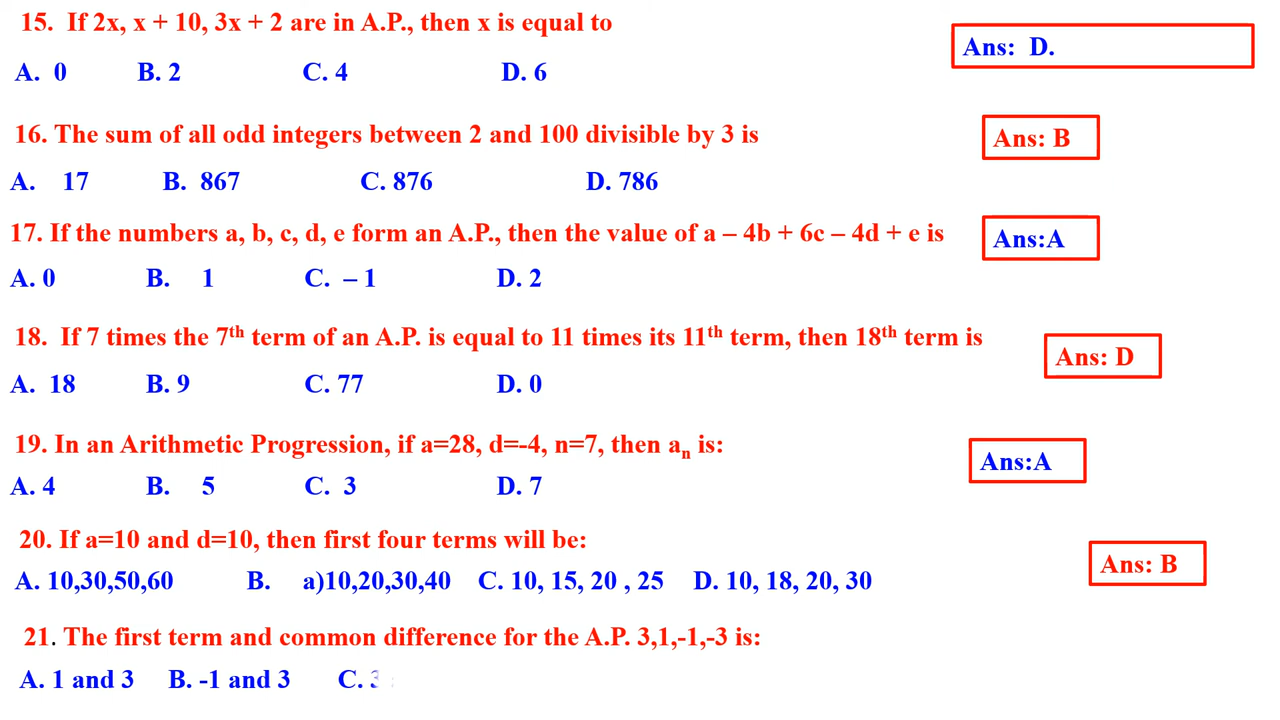 15. If 2x, x + 10, 3x + 2 are in A.P., then x is equal to
Ans: D.
A. 0 B. 2 C. 4 D. 6
16. The sum of all odd integers between 2 and 100 divisible by 3 is
Ans: B
A. 17 B. 867 C. 876 D. 786
17. If the numbers a, b, c, d, e form an A.P., then the value of a – 4b + 6c – 4d + e is
Ans:A
A. 0 B. 1 C. – 1 D. 2
18. If 7 times the 7th term of an A.P. is equal to 11 times its 11th term, then 18th term is
Ans: D
A. 18 B. 9 C. 77 D. 0
19. In an Arithmetic Progression, if a=28, d=-4, n=7, then an is:
Ans:A
A. 4 B. 5 C. 3 D. 7
20. If a=10 and d=10, then first four terms will be:
Ans: B
A. 10,30,50,60 B. a)10,20,30,40 C. 10, 15, 20 , 25 D. 10, 18, 20, 30
21. The first term and common difference for the A.P. 3,1,-1,-3 is:
A. 1 and 3 B. -1 and 3 C.